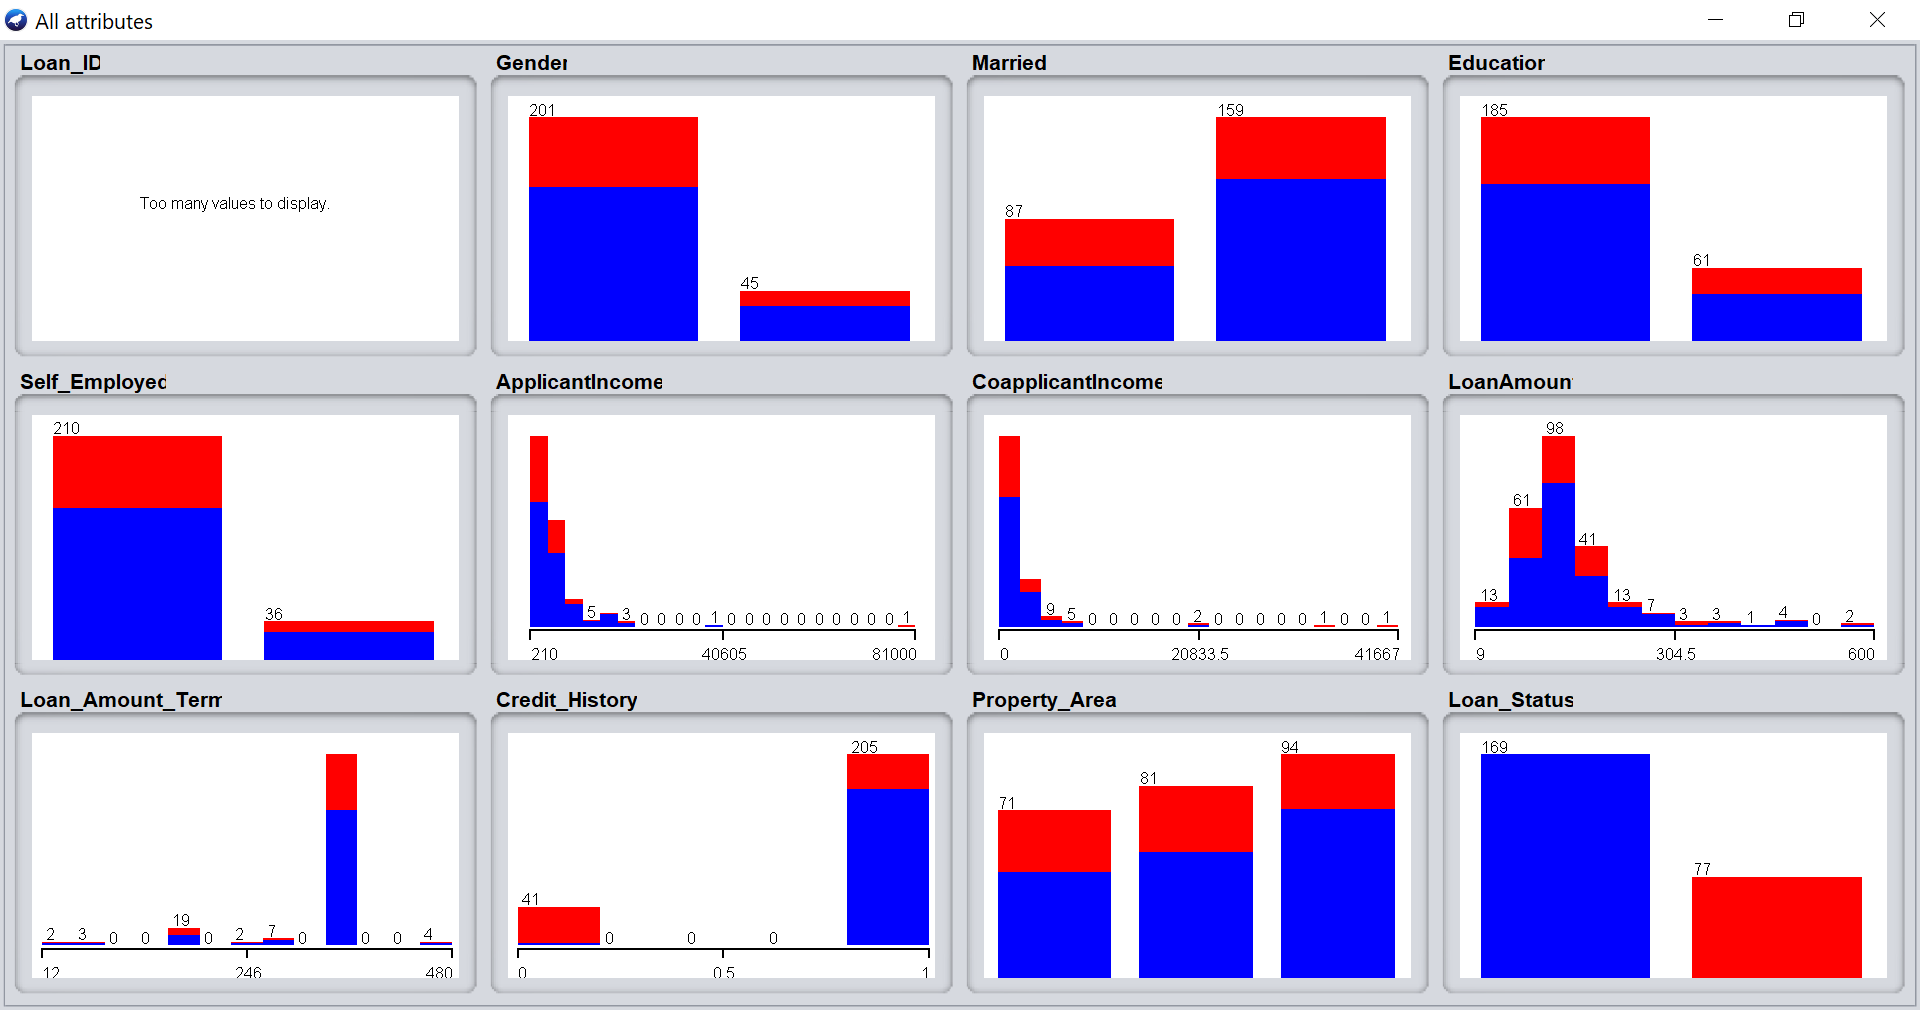 All attributes
Loan_ID
Gender
Married
Education
Too many values to display.
201
45
87
159
185
61
Self_Employed
ApplicantIncome
CoapplicantIncome
LoanAmoun
210
36
5 3 0 0 0 0 1 0 0 0 0 0 0 0 0 0 0 1
210 40605 81000
9 5 0 0 0 0 0 2 0 0 0 0 0 1 0 0 1
0 20833.5 41667
13 61 98 41 13 7 3 3 1 4 0 2
9 304.5 600
Loan_Amount_Term
Credit_History
Property_Area
Loan_Status
2 3 0 0 19 0 2 7 0 0 0 4
12 246 480
41 0 0 0 205
0 0.5 1
71
81
94
169
77